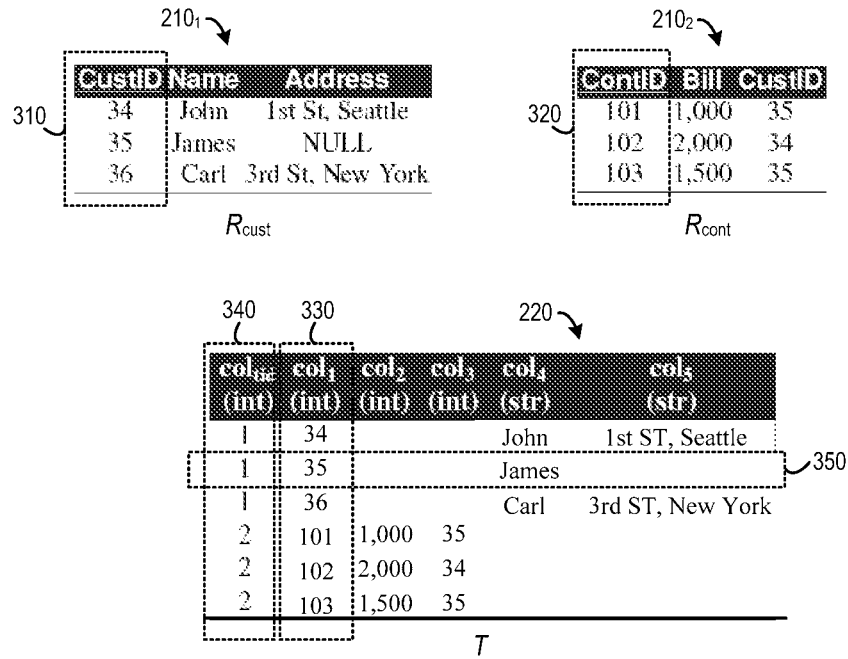 210₁ 210₂
CustID Name Address
310 34 John 1st St, Seattle
35 James NULL
36 Carl 3rd St, New York
R_cust
ContID Bill CustID
320 101 1,000 35
102 2,000 34
103 1,500 35
R_cont
340 330 220
col_tid col₁ col₂ col₃ col₄ col₅
(int) (int) (int) (int) (str) (str)
1 34 John 1st ST, Seattle
1 35 James 350
1 36 Carl 3rd ST, New York
2 101 1,000 35
2 102 2,000 34
2 103 1,500 35
T